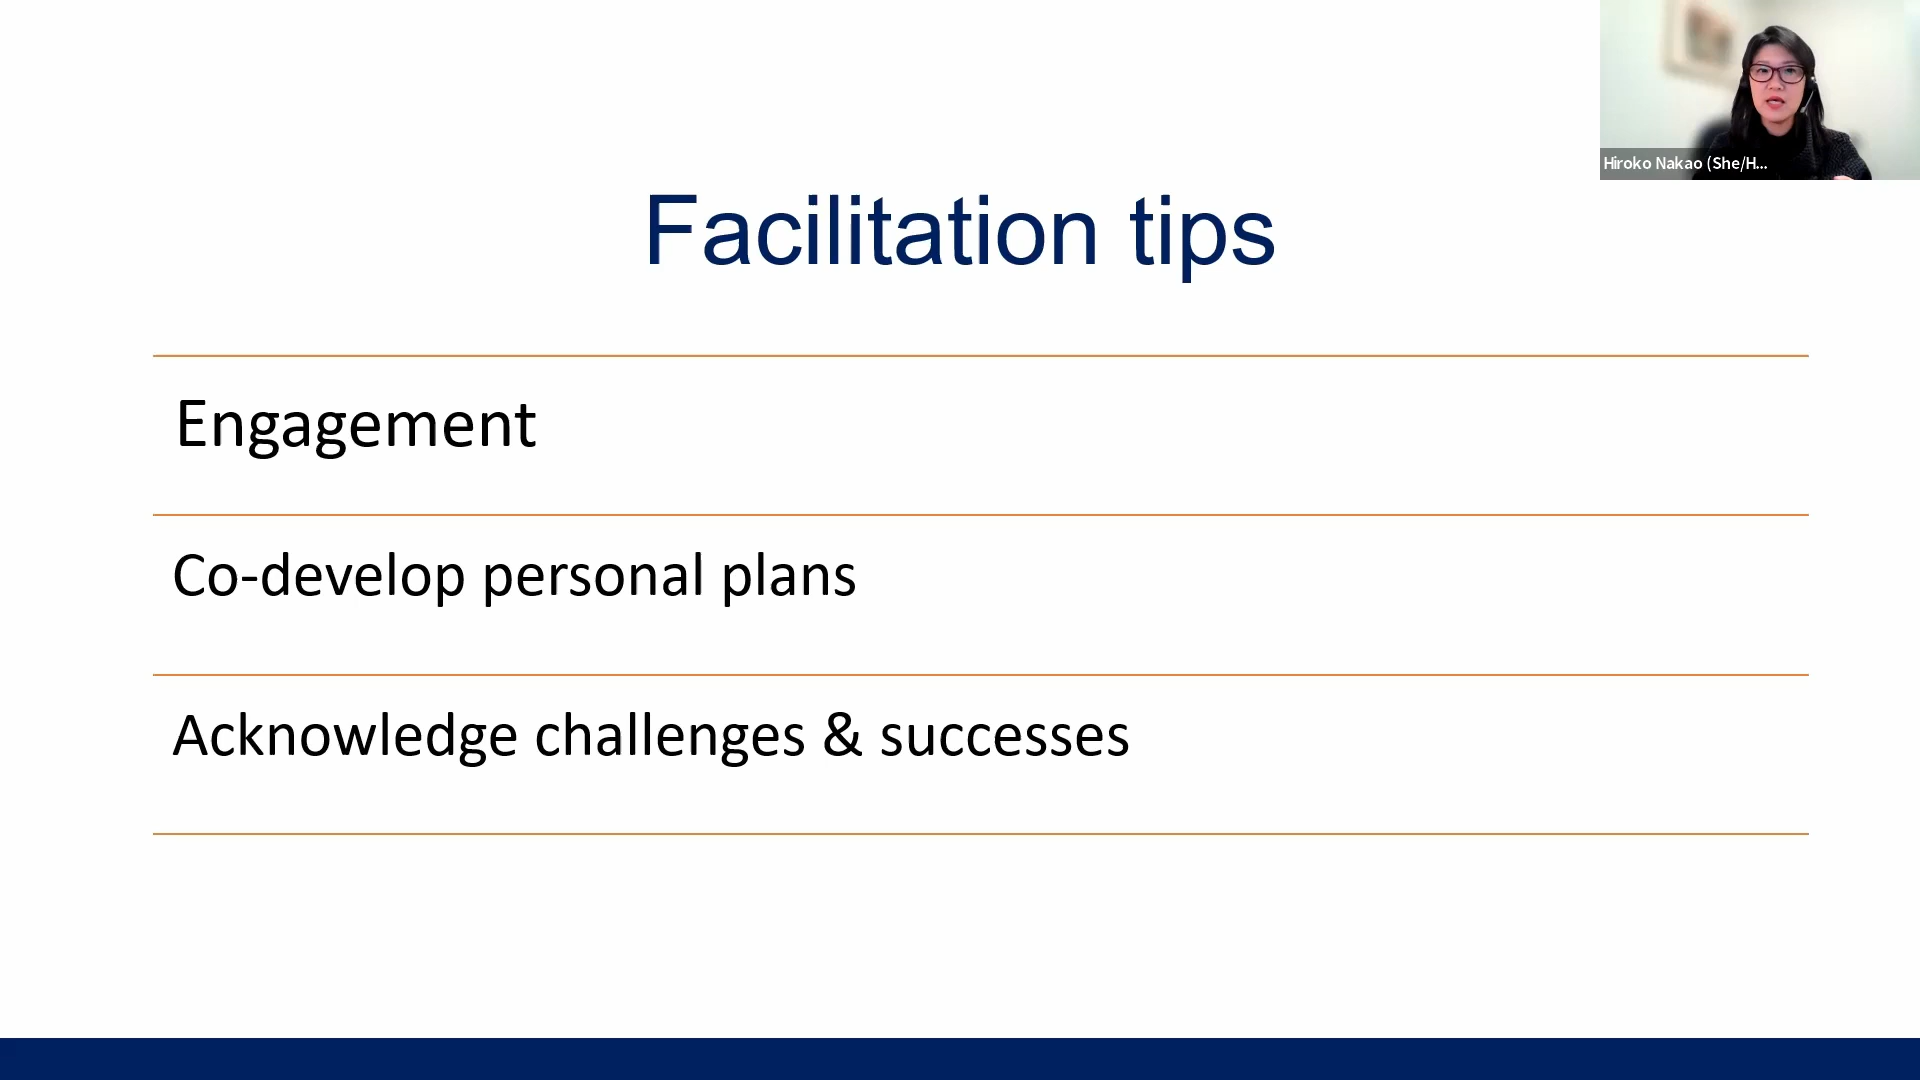 Hiroko Nakao (She/H...
Facilitation tips
Engagement
Co-develop personal plans
Acknowledge challenges & successes